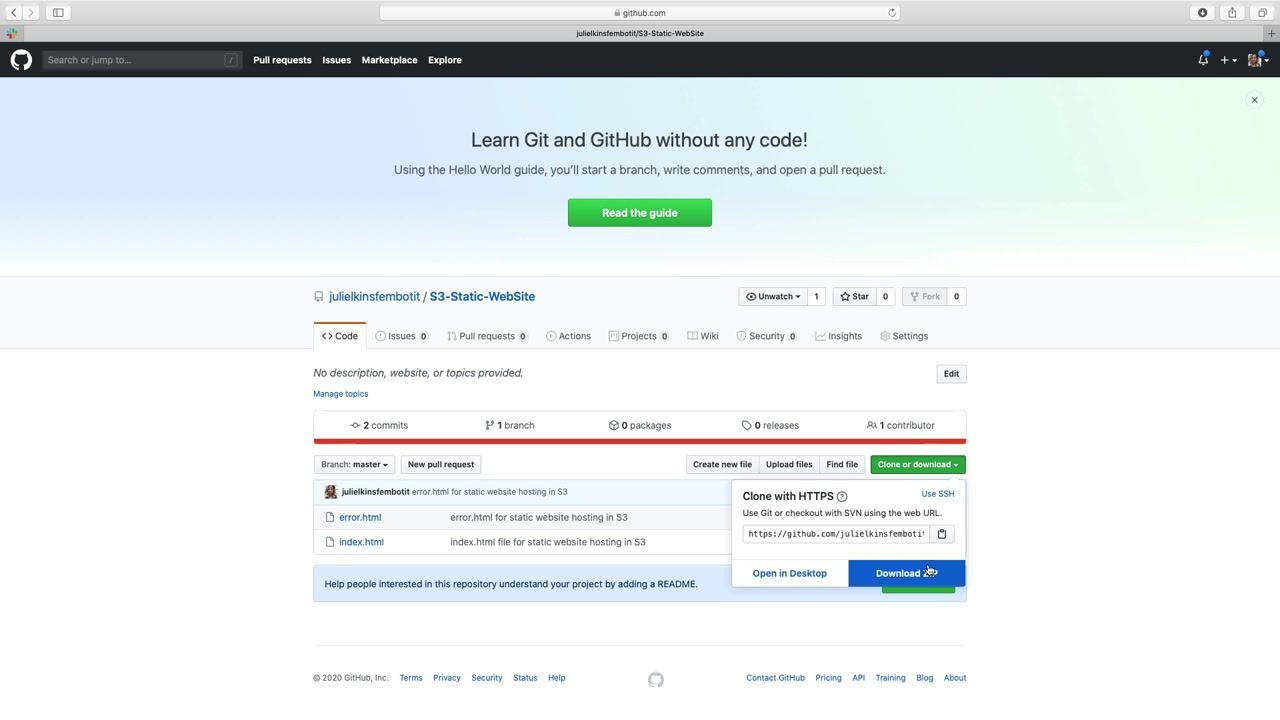 github.com
julielkinsfembotit/S3-Static-WebSite
Search or jump to... /
Pull requests Issues Marketplace Explore
Learn Git and GitHub without any code!
Using the Hello World guide, you'll start a branch, write comments, and open a pull request.
Read the guide
julielkinsfembotit / S3-Static-WebSite
Unwatch 1 Star 0 Fork 0
Code Issues 0 Pull requests 0 Actions Projects 0 Wiki Security 0 Insights Settings
No description, website, or topics provided.
Edit
Manage topics
2 commits 1 branch 0 packages 0 releases 1 contributor
Branch: master New pull request Create new file Upload files Find file Clone or download
julielkinsfembotit error.html for static website hosting in S3
error.html error.html for static website hosting in S3
index.html index.html file for static website hosting in S3
Clone with HTTPS ? Use SSH
Use Git or checkout with SVN using the web URL.
https://github.com/julielkinsfembotit
Open in Desktop Download
Help people interested in this repository understand your project by adding a README.
© 2020 GitHub, Inc. Terms Privacy Security Status Help
Contact GitHub Pricing API Training Blog About